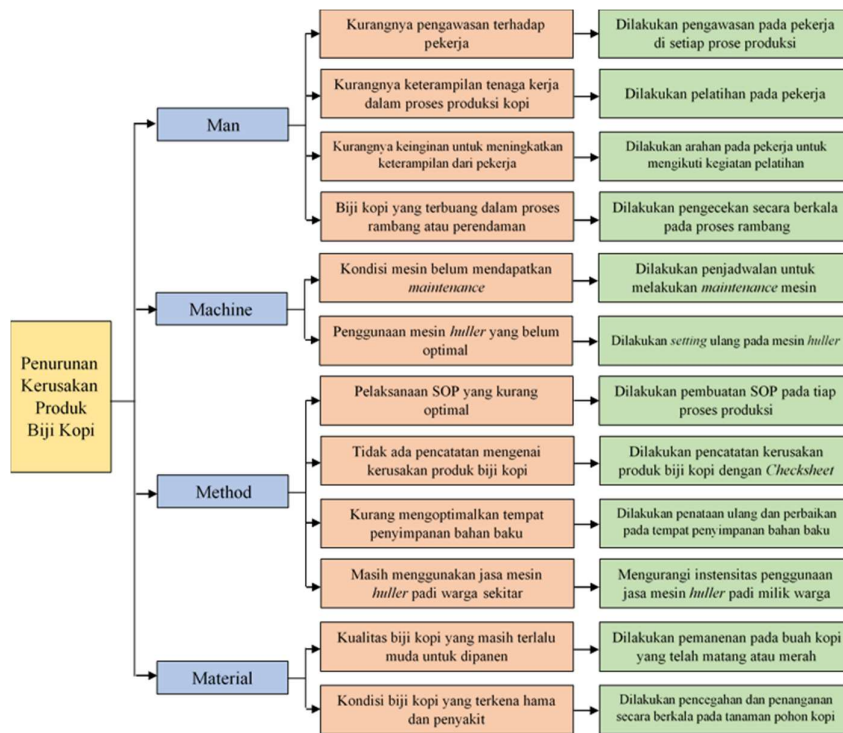 Penurunan
Kerusakan
Produk
Biji Kopi
Man
Kurangnya pengawasan terhadap
pekerja
Dilakukan pengawasan pada pekerja
di setiap prose produksi
Kurangnya keterampilan tenaga kerja
dalam proses produksi kopi
Dilakukan pelatihan pada pekerja
Kurangnya keinginan untuk meningkatkan
keterampilan dari pekerja
Dilakukan arahan pada pekerja untuk
mengikuti kegiatan pelatihan
Biji kopi yang terbuang dalam proses
rambang atau perendaman
Dilakukan pengecekan secara berkala
pada proses rambang
Machine
Kondisi mesin belum mendapatkan
maintenance
Dilakukan penjadwalan untuk
melakukan maintenance mesin
Penggunaan mesin huller yang belum
optimal
Dilakukan setting ulang pada mesin huller
Method
Pelaksanaan SOP yang kurang
optimal
Dilakukan pembuatan SOP pada tiap
proses produksi
Tidak ada pencatatan mengenai
kerusakan produk biji kopi
Dilakukan pencatatan kerusakan
produk biji kopi dengan Checksheet
Kurang mengoptimalkan tempat
penyimpanan bahan baku
Dilakukan penataan ulang dan perbaikan
pada tempat penyimpanan bahan baku
Masih menggunakan jasa mesin
huller padi warga sekitar
Mengurangi instensitas penggunaan
jasa mesin huller padi milik warga
Material
Kualitas biji kopi yang masih terlalu
muda untuk dipanen
Dilakukan pemanenan pada buah kopi
yang telah matang atau merah
Kondisi biji kopi yang terkena hama
dan penyakit
Dilakukan pencegahan dan penanganan
secara berkala pada tanaman pohon kopi